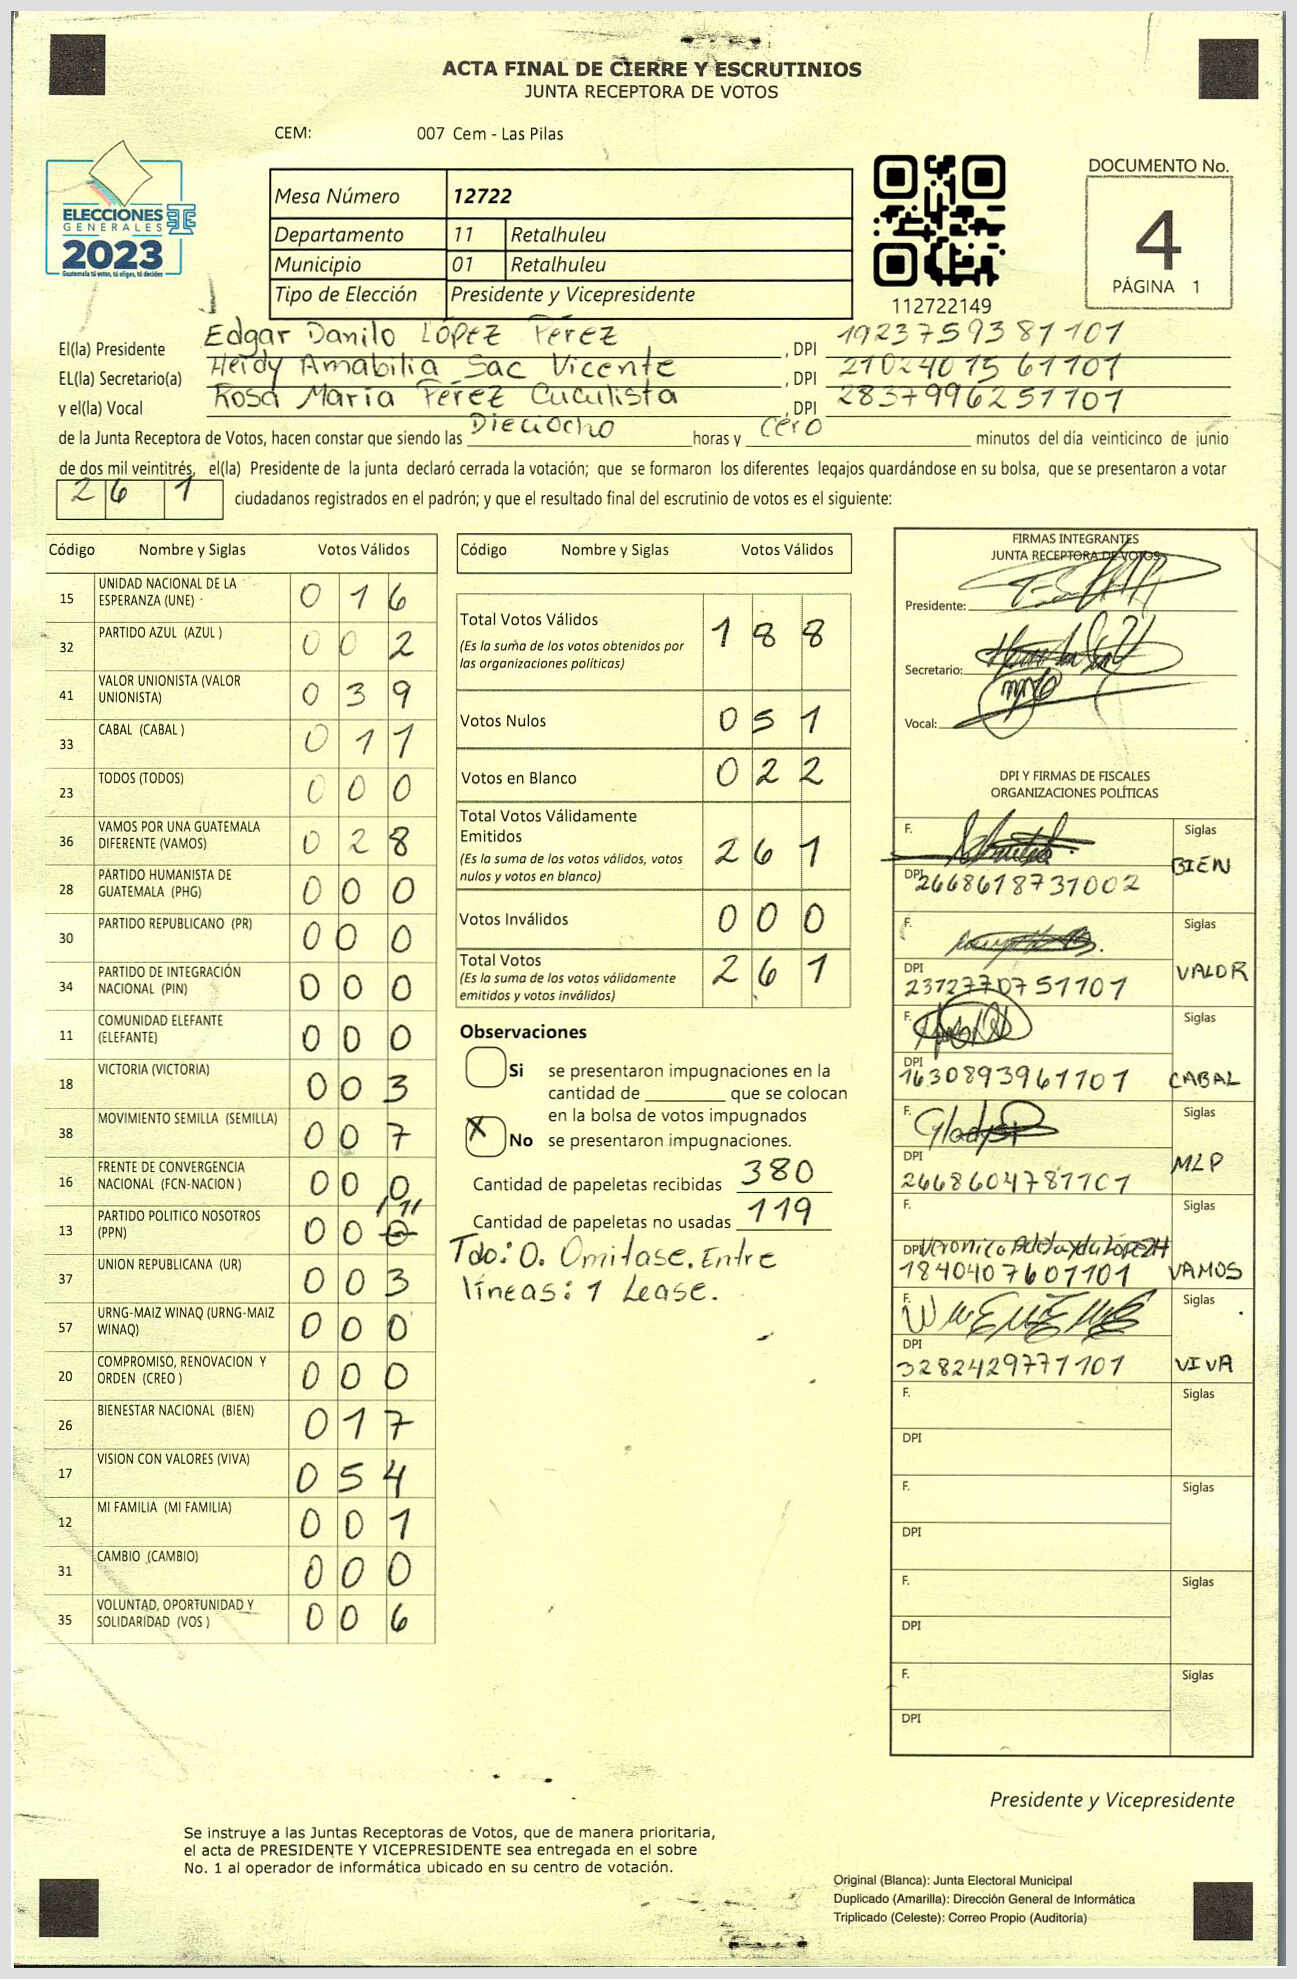 ACTA FINAL DE CIERRE Y ESCRUTINIOS
JUNTA RECEPTORA DE VOTOS
CEM: 007 Cem - Las Pilas
ELECCIONES
GENERALES
2023
Guatemala tú votas, tú eliges, tú decides
Mesa Número 12722
Departamento 11 Retalhuleu
Municipio 01 Retalhuleu
Tipo de Elección Presidente y Vicepresidente
112722149
DOCUMENTO No.
4
PÁGINA 1
El(la) Presidente Edgar Danilo López Pérez , DPI 1923759381101
EL(la) Secretario(a) Heidy Amabilia Sac Vicente , DPI 2102401561101
y el(la) Vocal Rosa María Pérez Cuculista , DPI 2837996251101
de la Junta Receptora de Votos, hacen constar que siendo las Dieciocho horas y cero minutos del día veinticinco de junio
de dos mil veintitrés, el(la) Presidente de la junta declaró cerrada la votación; que se formaron los diferentes legajos guardándose en su bolsa, que se presentaron a votar
261 ciudadanos registrados en el padrón; y que el resultado final del escrutinio de votos es el siguiente:
Código Nombre y Siglas Votos Válidos
15 UNIDAD NACIONAL DE LA ESPERANZA (UNE) 0 1 6
32 PARTIDO AZUL (AZUL ) 0 0 2
41 VALOR UNIONISTA (VALOR UNIONISTA) 0 3 9
33 CABAL (CABAL ) 0 1 1
23 TODOS (TODOS) 0 0 0
36 VAMOS POR UNA GUATEMALA DIFERENTE (VAMOS) 0 2 8
28 PARTIDO HUMANISTA DE GUATEMALA (PHG) 0 0 0
30 PARTIDO REPUBLICANO (PR) 0 0 0
34 PARTIDO DE INTEGRACIÓN NACIONAL (PIN) 0 0 0
11 COMUNIDAD ELEFANTE (ELEFANTE) 0 0 0
18 VICTORIA (VICTORIA) 0 0 3
38 MOVIMIENTO SEMILLA (SEMILLA) 0 0 7
16 FRENTE DE CONVERGENCIA NACIONAL (FCN-NACION ) 0 0 0
13 PARTIDO POLITICO NOSOTROS (PPN) 0 0 0 /1//
37 UNION REPUBLICANA (UR) 0 0 3
57 URNG-MAIZ WINAQ (URNG-MAIZ WINAQ) 0 0 0
20 COMPROMISO, RENOVACION Y ORDEN (CREO ) 0 0 0
26 BIENESTAR NACIONAL (BIEN) 0 1 7
17 VISION CON VALORES (VIVA) 0 5 4
12 MI FAMILIA (MI FAMILIA) 0 0 1
31 CAMBIO (CAMBIO) 0 0 0
35 VOLUNTAD, OPORTUNIDAD Y SOLIDARIDAD (VOS ) 0 0 6
Código Nombre y Siglas Votos Válidos
Total Votos Válidos 1 8 8
(Es la suma de los votos obtenidos por
las organizaciones políticas)
Votos Nulos 0 5 1
Votos en Blanco 0 2 2
Total Votos Válidamente
Emitidos 2 6 1
(Es la suma de los votos válidos, votos
nulos y votos en blanco)
Votos Inválidos 0 0 0
Total Votos 2 6 1
(Es la suma de los votos válidamente
emitidos y votos inválidos)
Observaciones
Si se presentaron impugnaciones en la
cantidad de ________ que se colocan
en la bolsa de votos impugnados
X No se presentaron impugnaciones.
Cantidad de papeletas recibidas 380
Cantidad de papeletas no usadas 119
Tdo: 0. Omitase. Entre
líneas: 1 Lease.
FIRMAS INTEGRANTES
JUNTA RECEPTORA DE VOTOS
Presidente:
Secretario:
Vocal:
DPI Y FIRMAS DE FISCALES
ORGANIZACIONES POLÍTICAS
F. Siglas
DPI 2668618731002 BIEN
F. Siglas
DPI 2312770751101 VALOR
F. Siglas
DPI 1630893961101 CABAL
F. Gladys Siglas
DPI 2668604781101 MLP
F. Siglas
DPI Veronica
1840407601101 VAMOS
F. Siglas
DPI 3282429771101 VIVA
F. Siglas
DPI
F. Siglas
DPI
F. Siglas
DPI
F. Siglas
DPI
Presidente y Vicepresidente
Se instruye a las Juntas Receptoras de Votos, que de manera prioritaria,
el acta de PRESIDENTE Y VICEPRESIDENTE sea entregada en el sobre
No. 1 al operador de informática ubicado en su centro de votación.
Original (Blanca): Junta Electoral Municipal
Duplicado (Amarilla): Dirección General de Informática
Triplicado (Celeste): Correo Propio (Auditoría)